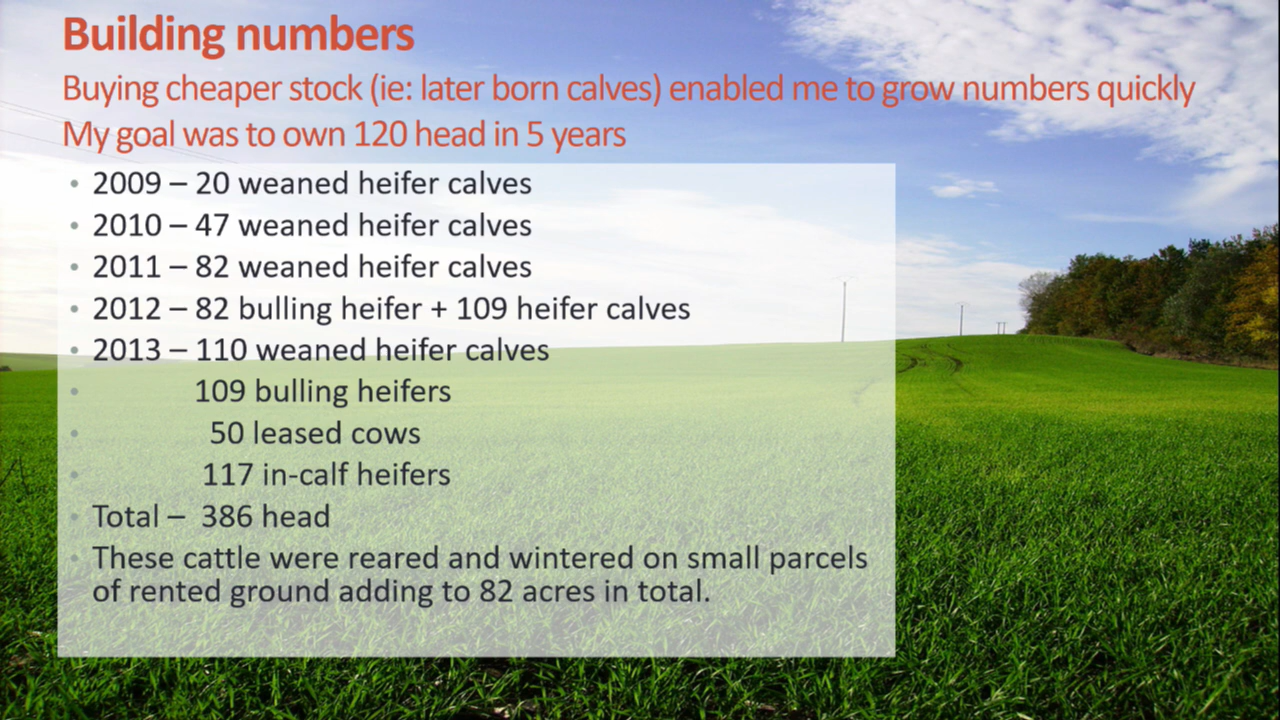 Building numbers
Buying cheaper stock (ie: later born calves) enabled me to grow numbers quickly
My goal was to own 120 head in 5 years
• 2009 – 20 weaned heifer calves
• 2010 – 47 weaned heifer calves
• 2011 – 82 weaned heifer calves
• 2012 – 82 bulling heifer + 109 heifer calves
• 2013 – 110 weaned heifer calves
• 109 bulling heifers
• 50 leased cows
• 117 in-calf heifers
• Total – 386 head
• These cattle were reared and wintered on small parcels
of rented ground adding to 82 acres in total.